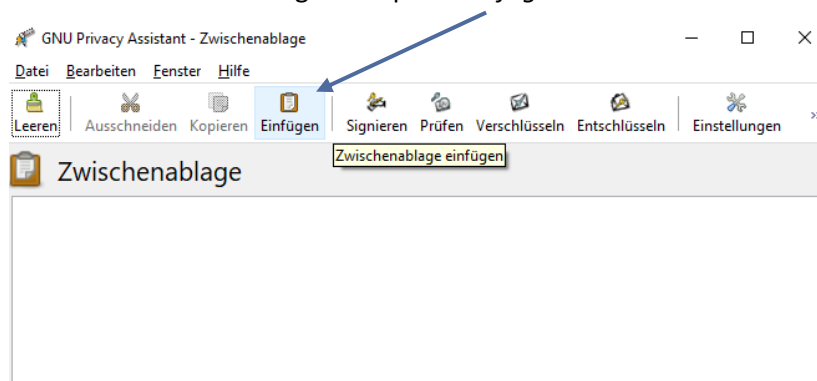 GNU Privacy Assistant - Zwischenablage
Datei Bearbeiten Fenster Hilfe
Leeren Ausschneiden Kopieren Einfügen Signieren Prüfen Verschlüsseln Entschlüsseln Einstellungen »
Zwischenablage einfügen
Zwischenablage